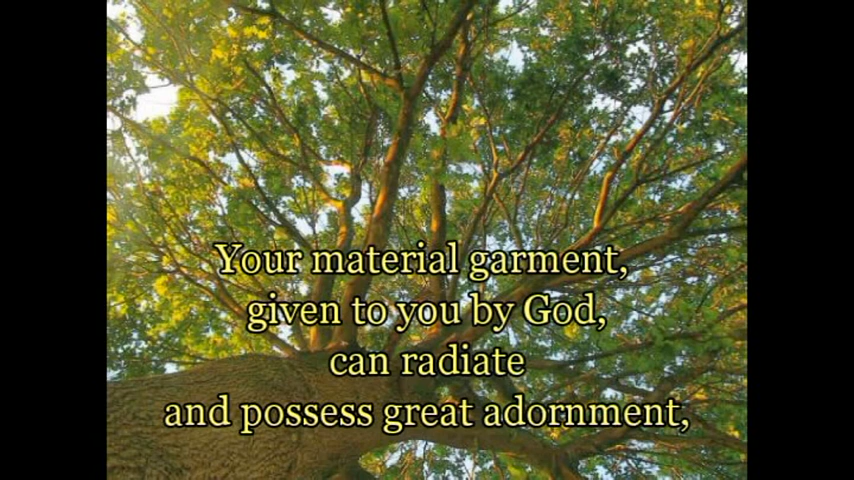 Your material garment,
given to you by God,
can radiate
and possess great adornment,